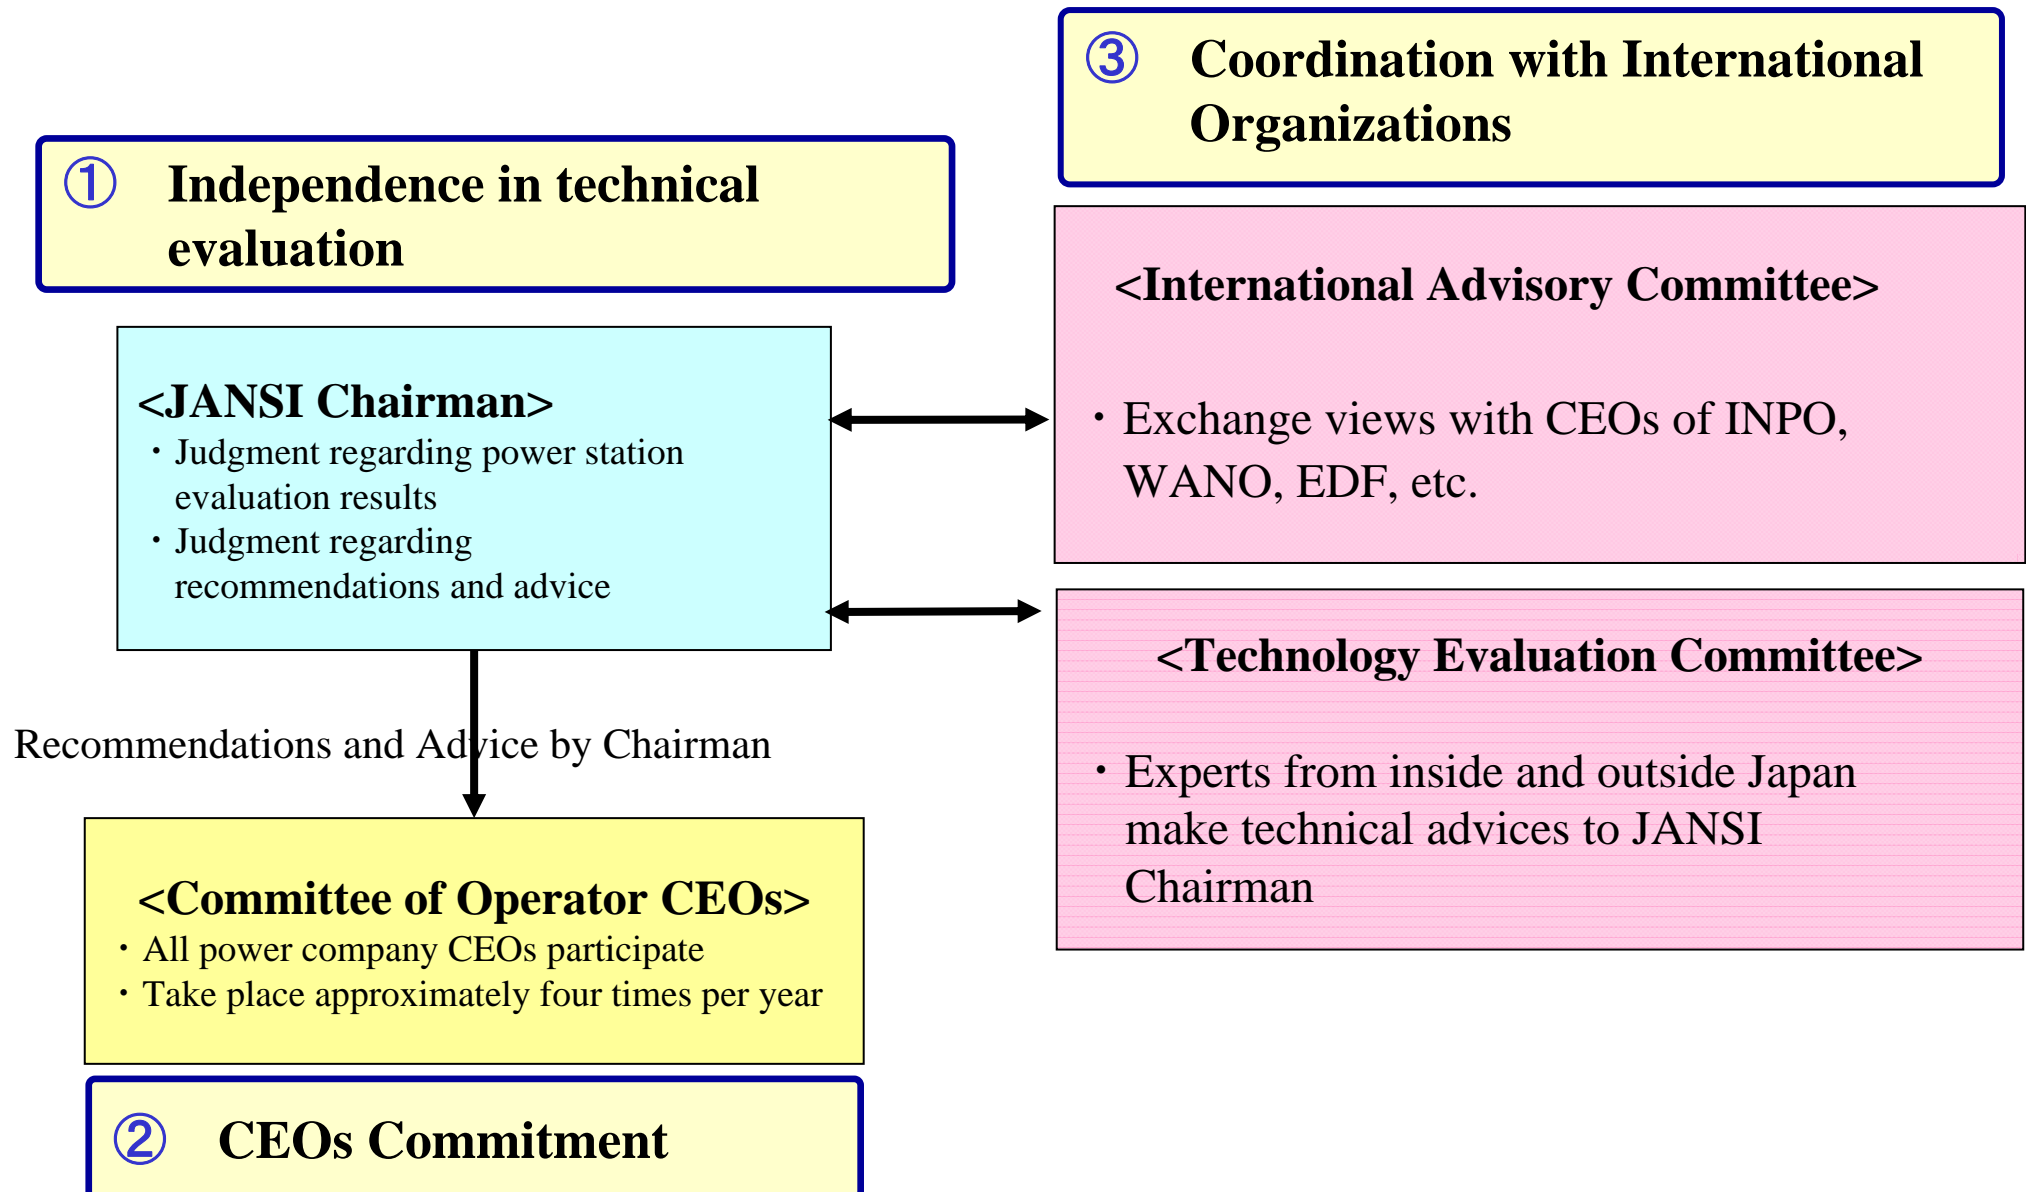 ① Independence in technical
evaluation
<JANSI Chairman>
・Judgment regarding power station
evaluation results
・Judgment regarding
recommendations and advice
Recommendations and Advice by Chairman
<Committee of Operator CEOs>
・All power company CEOs participate
・Take place approximately four times per year
② CEOs Commitment
③ Coordination with International
Organizations
<International Advisory Committee>
・Exchange views with CEOs of INPO,
WANO, EDF, etc.
<Technology Evaluation Committee>
・Experts from inside and outside Japan
make technical advices to JANSI
Chairman